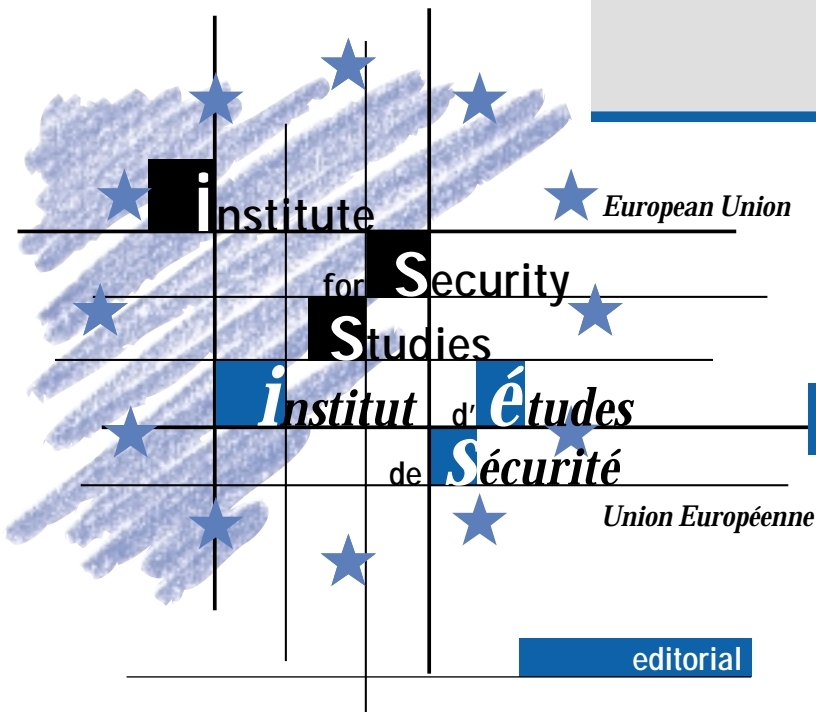 institute
European Union
for Security
Studies
institut d'études
de sécurité
Union Européenne
editorial